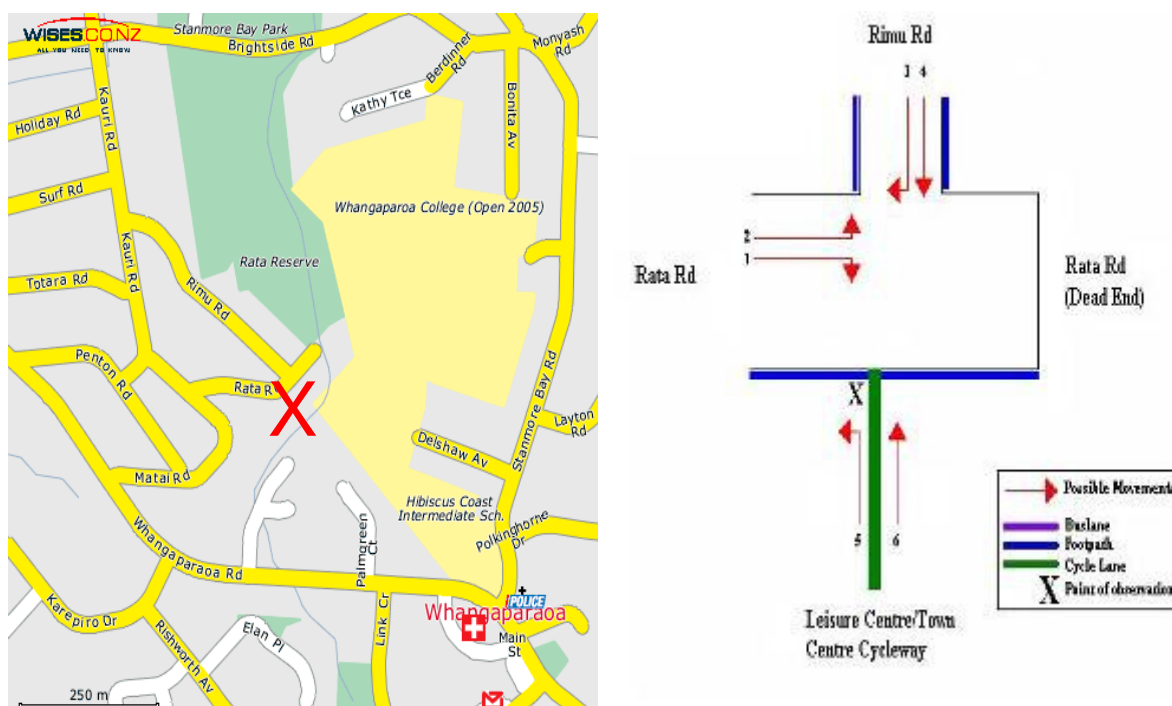 WISES.CO.NZ
ALL YOU NEED TO KNOW
Stanmore Bay Park
Brightside Rd
Berdinner
Rd
Monyash
Rd
Kathy Tce
Bonita Av
Kauri Rd
Holiday Rd
Surf Rd
Whangaparoa College (Open 2005)
Kauri Rd
Rata Reserve
Totara Rd
Rimu Rd
Penton Rd
Rata R
Stanmore Bay Rd
Layton
Rd
Delshaw Av
Matai Rd
Hibiscus Coast
Intermediate Sch.
Polkinghorne
Dr
Whangaparaoa Rd
Palmgreen
Ct
POLICE
Whangaparaoa
Karepiro Dr
Rishworth Av
Elan Pl
Link Cr
Main
St
250 m
X
Rimu Rd
3 4
2
1
Rata Rd
Rata Rd
(Dead End)
X
5 6
Possible Movements
Buslane
Footpath
Cycle Lane
X Point of observation
Leisure Centre/Town
Centre Cycleway